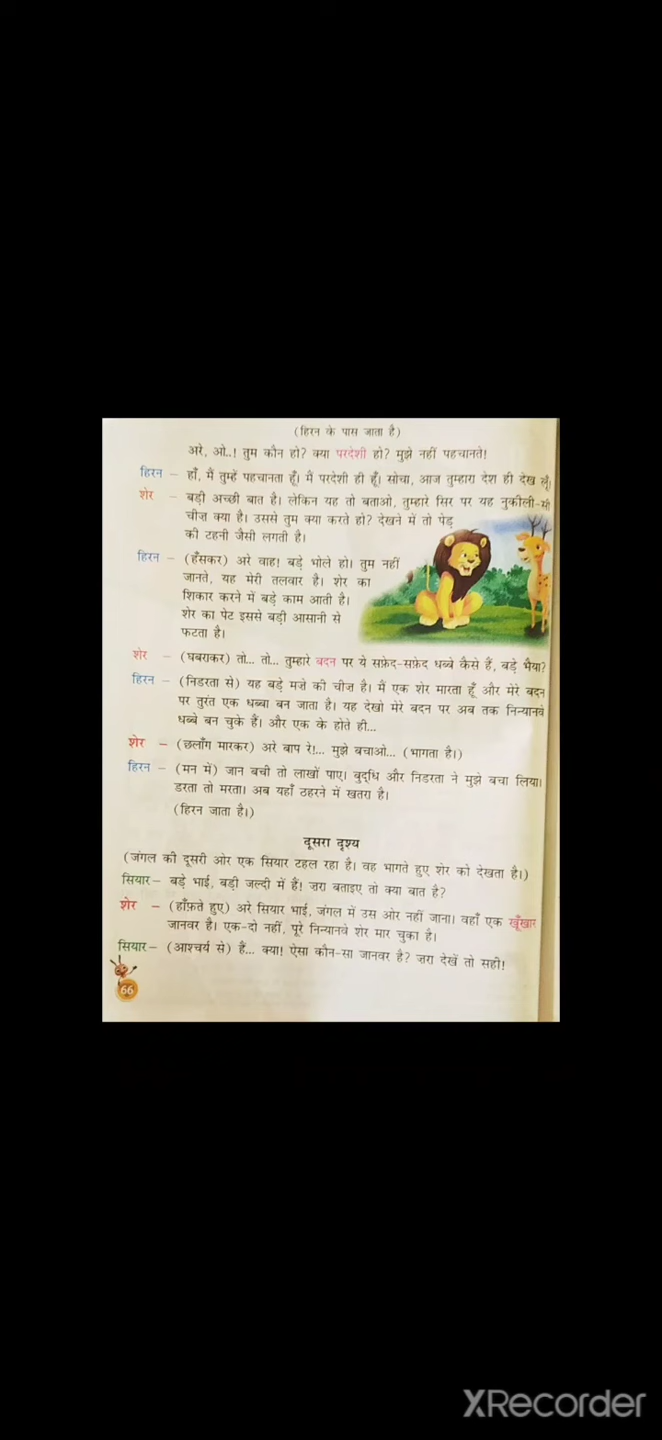 (हिरन के पास जाता है)
अरे, ओ..! तुम कौन हो? क्या परदेशी हो? मुझे नहीं पहचानते!
हिरन – हाँ, मैं तुम्हें पहचानता हूँ। मैं परदेशी ही हूँ। सोचा, आज तुम्हारा देश ही देख लूँ।
शेर – बड़ी अच्छी बात है। लेकिन यह तो बताओ, तुम्हारे सिर पर यह नुकीली-सी
चीज़ क्या है। उससे तुम क्या करते हो? देखने में तो पेड़
की टहनी जैसी लगती है।
हिरन – (हँसकर) अरे वाह! बड़े भोले हो। तुम नहीं
जानते, यह मेरी तलवार है। शेर का
शिकार करने में बड़े काम आती है।
शेर का पेट इससे बड़ी आसानी से
फटता है।
शेर – (घबराकर) तो... तो... तुम्हारे बदन पर ये सफ़ेद-सफ़ेद धब्बे कैसे हैं, बड़े भैया?
हिरन – (निडरता से) यह बड़े मज़े की चीज़ है। मैं एक शेर मारता हूँ और मेरे बदन
पर तुरंत एक धब्बा बन जाता है। यह देखो मेरे बदन पर अब तक निन्यानवे
धब्बे बन चुके हैं। और एक के होते ही...
शेर – (छलाँग मारकर) अरे बाप रे!... मुझे बचाओ... (भागता है।)
हिरन – (मन में) जान बची तो लाखों पाए। बुद्धि और निडरता ने मुझे बचा लिया।
डरता तो मरता। अब यहाँ ठहरने में खतरा है।
(हिरन जाता है।)
दूसरा दृश्य
(जंगल की दूसरी ओर एक सियार टहल रहा है। वह भागते हुए शेर को देखता है।)
सियार– बड़े भाई, बड़ी जल्दी में हैं! ज़रा बताइए तो क्या बात है?
शेर – (हाँफ़ते हुए) अरे सियार भाई, जंगल में उस ओर नहीं जाना। वहाँ एक खूँखार
जानवर है। एक-दो नहीं, पूरे निन्यानवे शेर मार चुका है।
सियार– (आश्चर्य से) हैं... क्या! ऐसा कौन-सा जानवर है? ज़रा देखें तो सही!
66
XRecorder